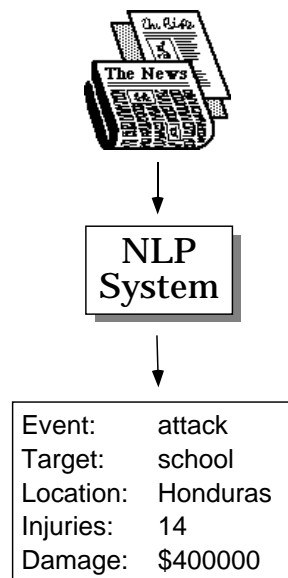 The News
NLP
System
Event: attack
Target: school
Location: Honduras
Injuries: 14
Damage: $400000